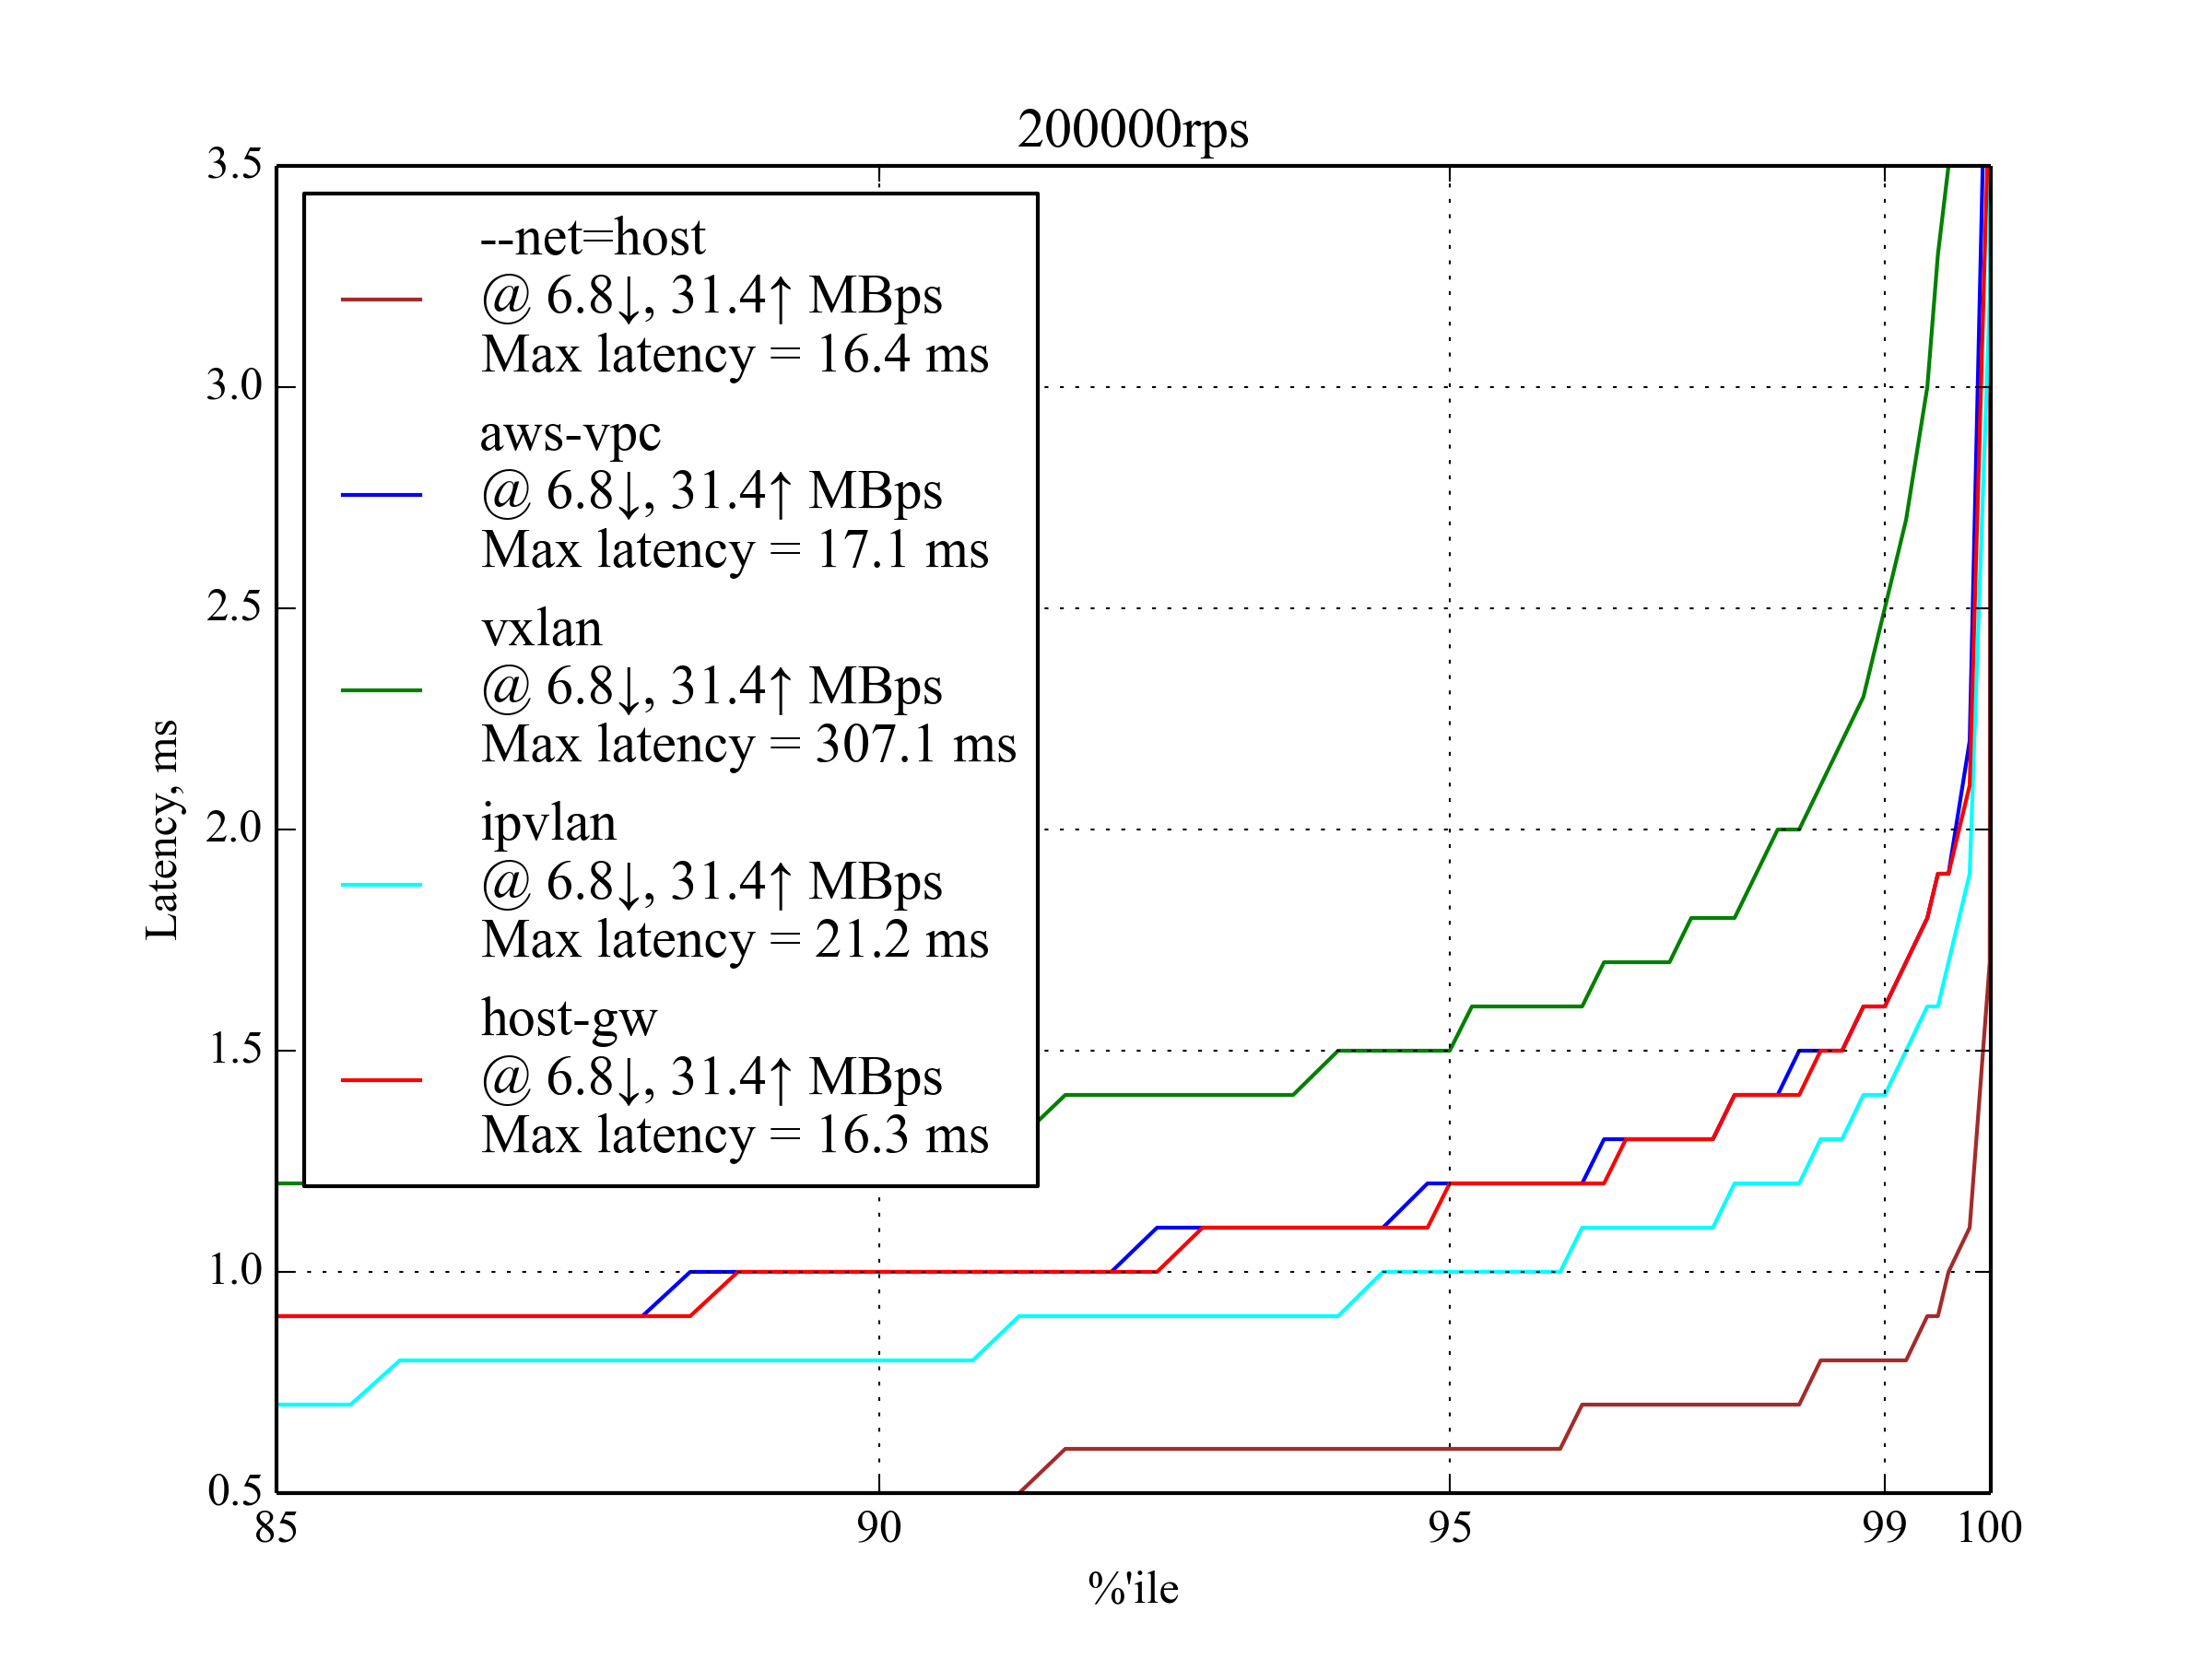 200000rps
3.5
3.0
2.5
2.0
1.5
1.0
0.5
Latency, ms
--net=host
@ 6.8↓, 31.4↑ MBps
Max latency = 16.4 ms
aws-vpc
@ 6.8↓, 31.4↑ MBps
Max latency = 17.1 ms
vxlan
@ 6.8↓, 31.4↑ MBps
Max latency = 307.1 ms
ipvlan
@ 6.8↓, 31.4↑ MBps
Max latency = 21.2 ms
host-gw
@ 6.8↓, 31.4↑ MBps
Max latency = 16.3 ms
85 90 95 99 100
%'ile